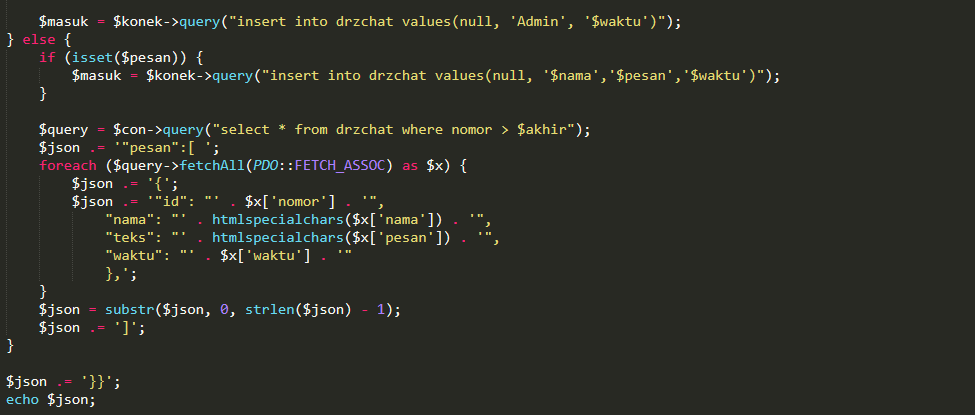 $masuk = $konek->query("insert into drzchat values(null, 'Admin', '$waktu')");
} else {
if (isset($pesan)) {
$masuk = $konek->query("insert into drzchat values(null, '$nama','$pesan','$waktu')");
}
$query = $con->query("select * from drzchat where nomor > $akhir");
$json .= '"pesan":[ ';
foreach ($query->fetchAll(PDO::FETCH_ASSOC) as $x) {
$json .= '{';
$json .= '"id": "' . $x['nomor'] . '",
"nama": "' . htmlspecialchars($x['nama']) . '",
"teks": "' . htmlspecialchars($x['pesan']) . '",
"waktu": "' . $x['waktu'] . '"
},';
}
$json = substr($json, 0, strlen($json) - 1);
$json .= ']';
}
$json .= '}}';
echo $json;